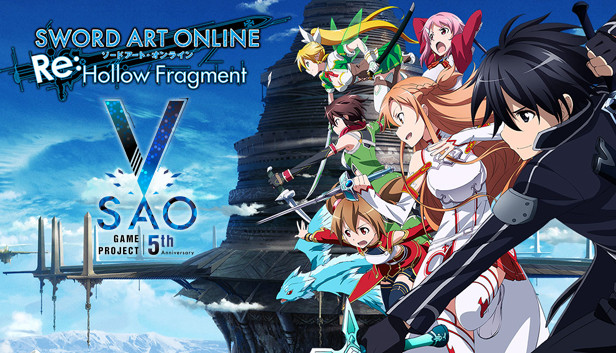 SWORD ART ONLINE
ソードアート・オンライン
Re:Hollow Fragment
V
SAO
GAME
PROJECT
5th
Anniversary